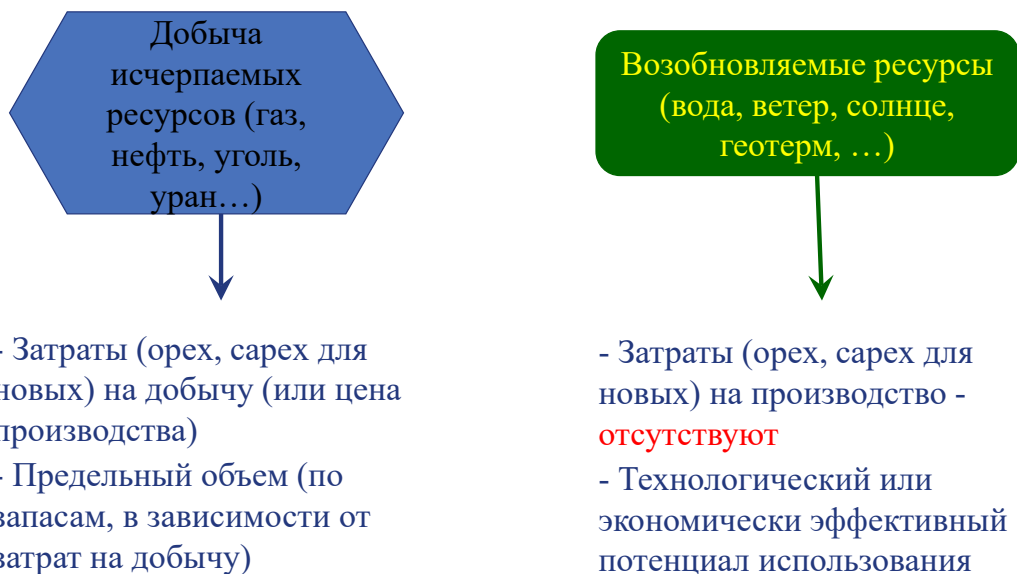 Добыча
исчерпаемых
ресурсов (газ,
нефть, уголь,
уран…)
- Затраты (opex, capex для
новых) на добычу (или цена
производства)
- Предельный объем (по
запасам, в зависимости от
затрат на добычу)
Возобновляемые ресурсы
(вода, ветер, солнце,
геотерм, …)
- Затраты (opex, capex для
новых) на производство -
отсутствуют
- Технологический или
экономически эффективный
потенциал использования